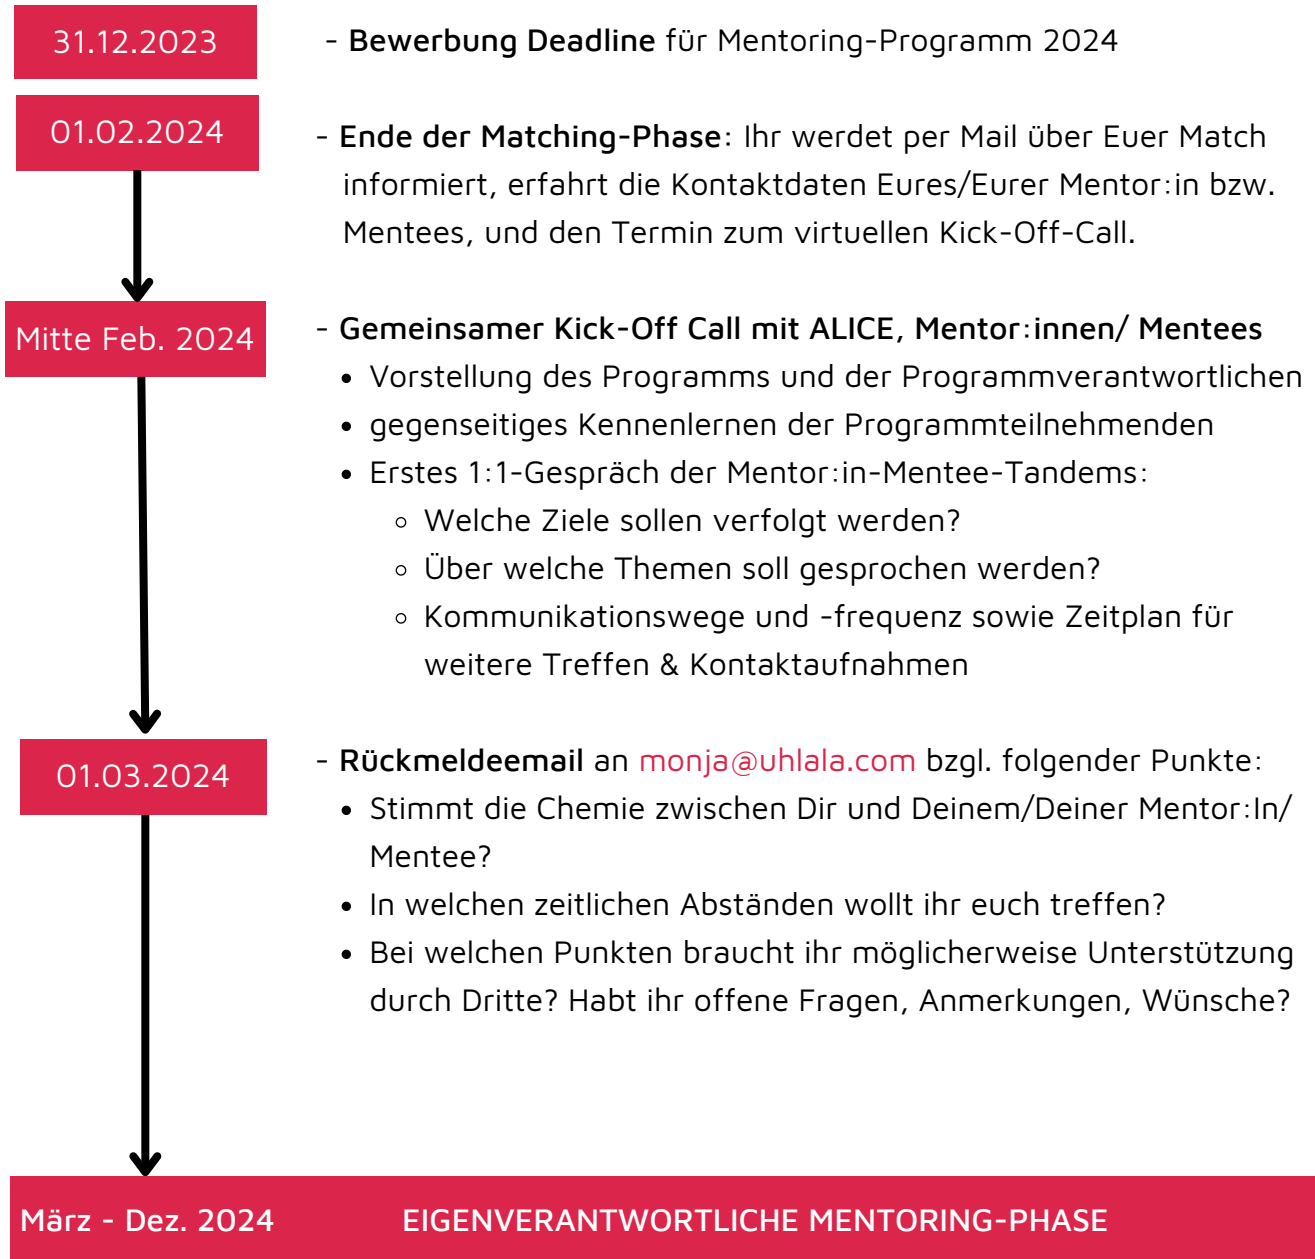 31.12.2023
- Bewerbung Deadline für Mentoring-Programm 2024
01.02.2024
- Ende der Matching-Phase: Ihr werdet per Mail über Euer Match
informiert, erfahrt die Kontaktdaten Eures/Eurer Mentor:in bzw.
Mentees, und den Termin zum virtuellen Kick-Off-Call.
Mitte Feb. 2024
- Gemeinsamer Kick-Off Call mit ALICE, Mentor:innen/ Mentees
• Vorstellung des Programms und der Programmverantwortlichen
• gegenseitiges Kennenlernen der Programmteilnehmenden
• Erstes 1:1-Gespräch der Mentor:in-Mentee-Tandems:
◦ Welche Ziele sollen verfolgt werden?
◦ Über welche Themen soll gesprochen werden?
◦ Kommunikationswege und -frequenz sowie Zeitplan für
weitere Treffen & Kontaktaufnahmen
01.03.2024
- Rückmeldeemail an monja@uhlala.com bzgl. folgender Punkte:
• Stimmt die Chemie zwischen Dir und Deinem/Deiner Mentor:In/
Mentee?
• In welchen zeitlichen Abständen wollt ihr euch treffen?
• Bei welchen Punkten braucht ihr möglicherweise Unterstützung
durch Dritte? Habt ihr offene Fragen, Anmerkungen, Wünsche?
März - Dez. 2024 EIGENVERANTWORTLICHE MENTORING-PHASE